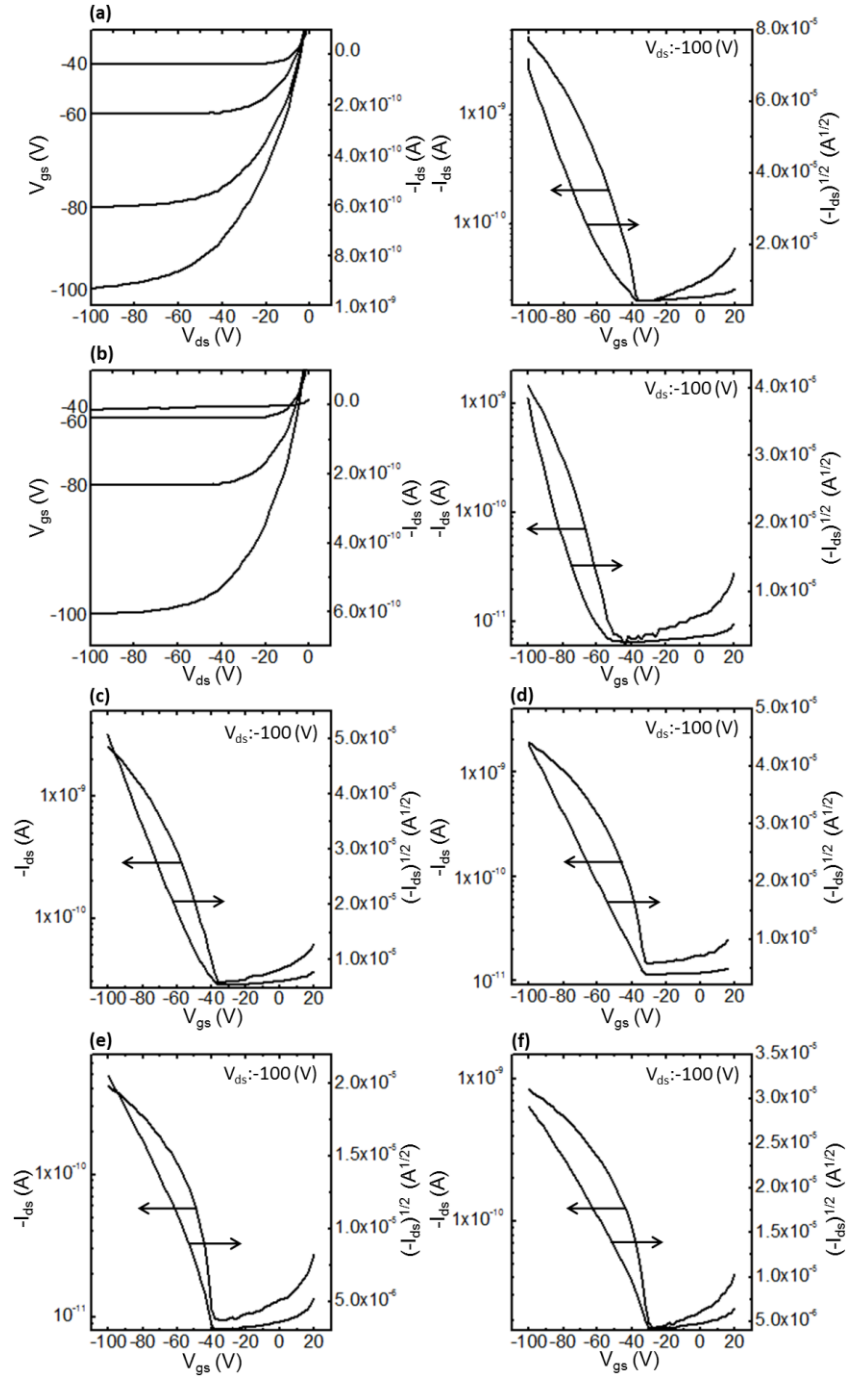 (a)
V_ds:-100 (V)
V_gs (V)
-40
-60
-80
-100
0.0
2.0x10^-10
4.0x10^-10
6.0x10^-10
8.0x10^-10
1.0x10^-9
-I_ds (A)
-100 -80 -60 -40 -20 0
V_ds (V)
-I_ds (A)
1x10^-9
1x10^-10
8.0x10^-5
6.0x10^-5
4.0x10^-5
2.0x10^-5
(-I_ds)^1/2 (A^1/2)
-100 -80 -60 -40 -20 0 20
V_gs (V)
(b)
V_ds:-100 (V)
V_gs (V)
-40
-60
-80
-100
0.0
2.0x10^-10
4.0x10^-10
6.0x10^-10
-I_ds (A)
-100 -80 -60 -40 -20 0
V_ds (V)
-I_ds (A)
1x10^-9
1x10^-10
1x10^-11
4.0x10^-5
3.0x10^-5
2.0x10^-5
1.0x10^-5
(-I_ds)^1/2 (A^1/2)
-100 -80 -60 -40 -20 0 20
V_gs (V)
(c)
V_ds:-100 (V)
-I_ds (A)
1x10^-9
1x10^-10
5.0x10^-5
4.0x10^-5
3.0x10^-5
2.0x10^-5
1.0x10^-5
(-I_ds)^1/2 (A^1/2)
-100 -80 -60 -40 -20 0 20
V_gs (V)
(d)
V_ds:-100 (V)
-I_ds (A)
1x10^-9
1x10^-10
1x10^-11
5.0x10^-5
4.0x10^-5
3.0x10^-5
2.0x10^-5
1.0x10^-5
(-I_ds)^1/2 (A^1/2)
-100 -80 -60 -40 -20 0 20
V_gs (V)
(e)
V_ds:-100 (V)
-I_ds (A)
1x10^-10
1x10^-11
2.0x10^-5
1.5x10^-5
1.0x10^-5
5.0x10^-6
(-I_ds)^1/2 (A^1/2)
-100 -80 -60 -40 -20 0 20
V_gs (V)
(f)
V_ds:-100 (V)
-I_ds (A)
1x10^-9
1x10^-10
3.5x10^-5
3.0x10^-5
2.5x10^-5
2.0x10^-5
1.5x10^-5
1.0x10^-5
5.0x10^-6
(-I_ds)^1/2 (A^1/2)
-100 -80 -60 -40 -20 0 20
V_gs (V)